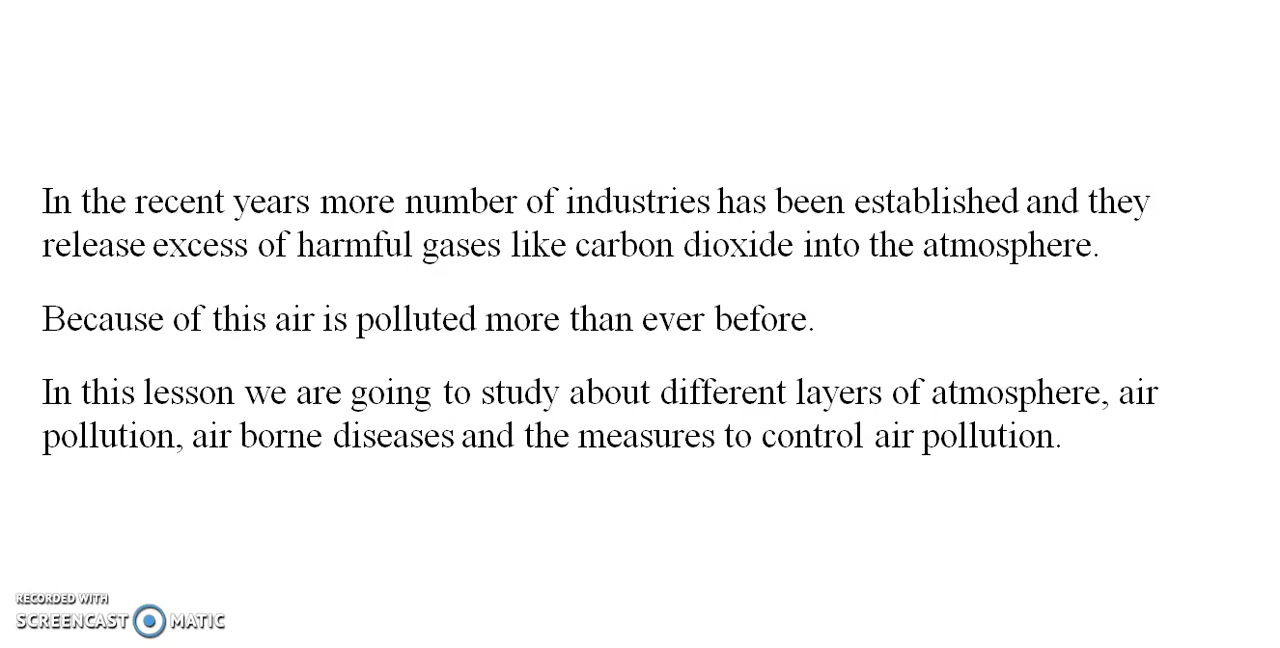 In the recent years more number of industries has been established and they
release excess of harmful gases like carbon dioxide into the atmosphere.
Because of this air is polluted more than ever before.
In this lesson we are going to study about different layers of atmosphere, air
pollution, air borne diseases and the measures to control air pollution.
RECORDED WITH
SCREENCAST MATIC